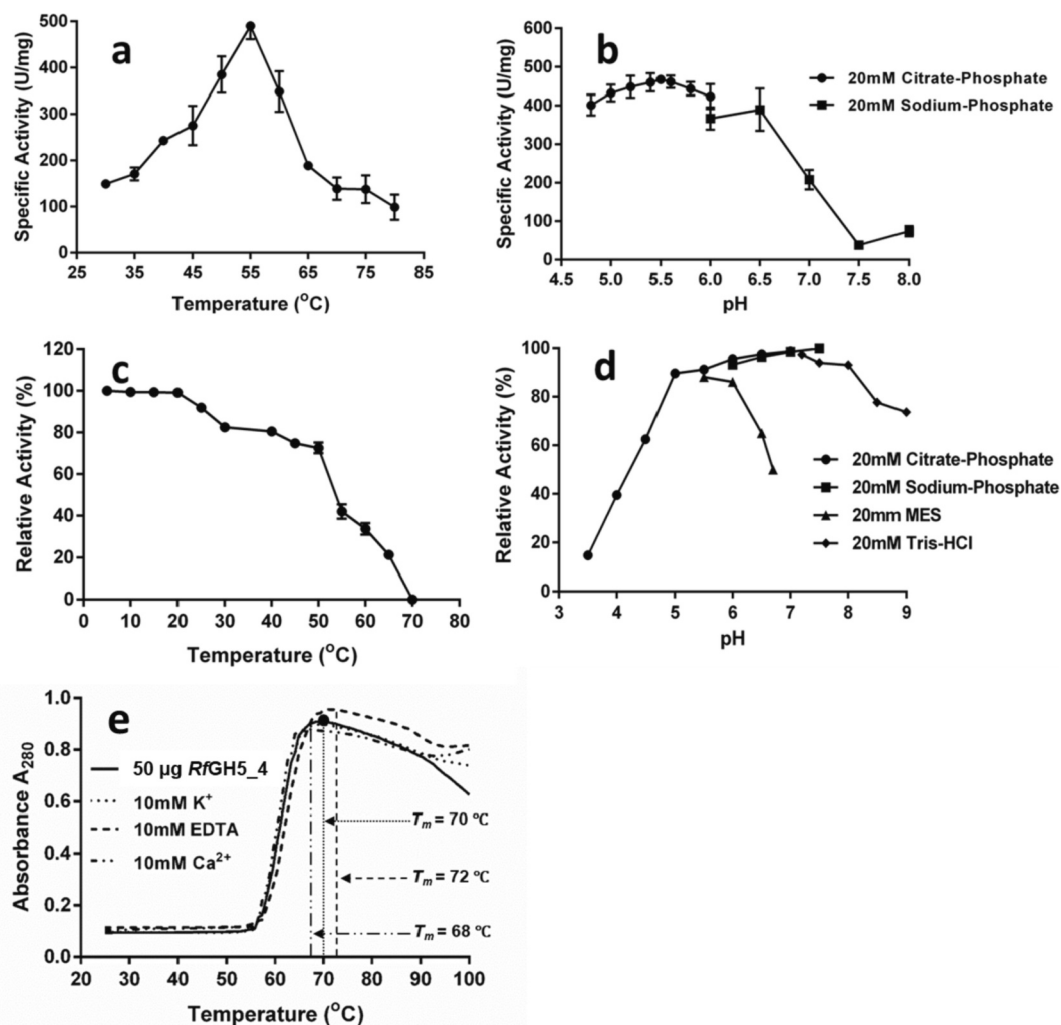 a
Specific Activity (U/mg)
500
400
300
200
100
0
25 35 45 55 65 75 85
Temperature (°C)
b
Specific Activity (U/mg)
600
500
400
300
200
100
0
4.5 5.0 5.5 6.0 6.5 7.0 7.5 8.0
pH
20mM Citrate-Phosphate
20mM Sodium-Phosphate
c
Relative Activity (%)
100
80
60
40
20
0
0 10 20 30 40 50 60 70 80
Temperature (°C)
d
Relative Activity (%)
100
80
60
40
20
0
3 4 5 6 7 8 9
pH
20mM Citrate-Phosphate
20mM Sodium-Phosphate
20mm MES
20mM Tris-HCl
e
Absorbance A₂₈₀
1.0
0.8
0.6
0.4
0.2
0.0
20 30 40 50 60 70 80 90 100
Temperature (°C)
50 µg RfGH5_4
10mM K⁺
10mM EDTA
10mM Ca²⁺
Tm = 70 °C
Tm = 72 °C
Tm = 68 °C